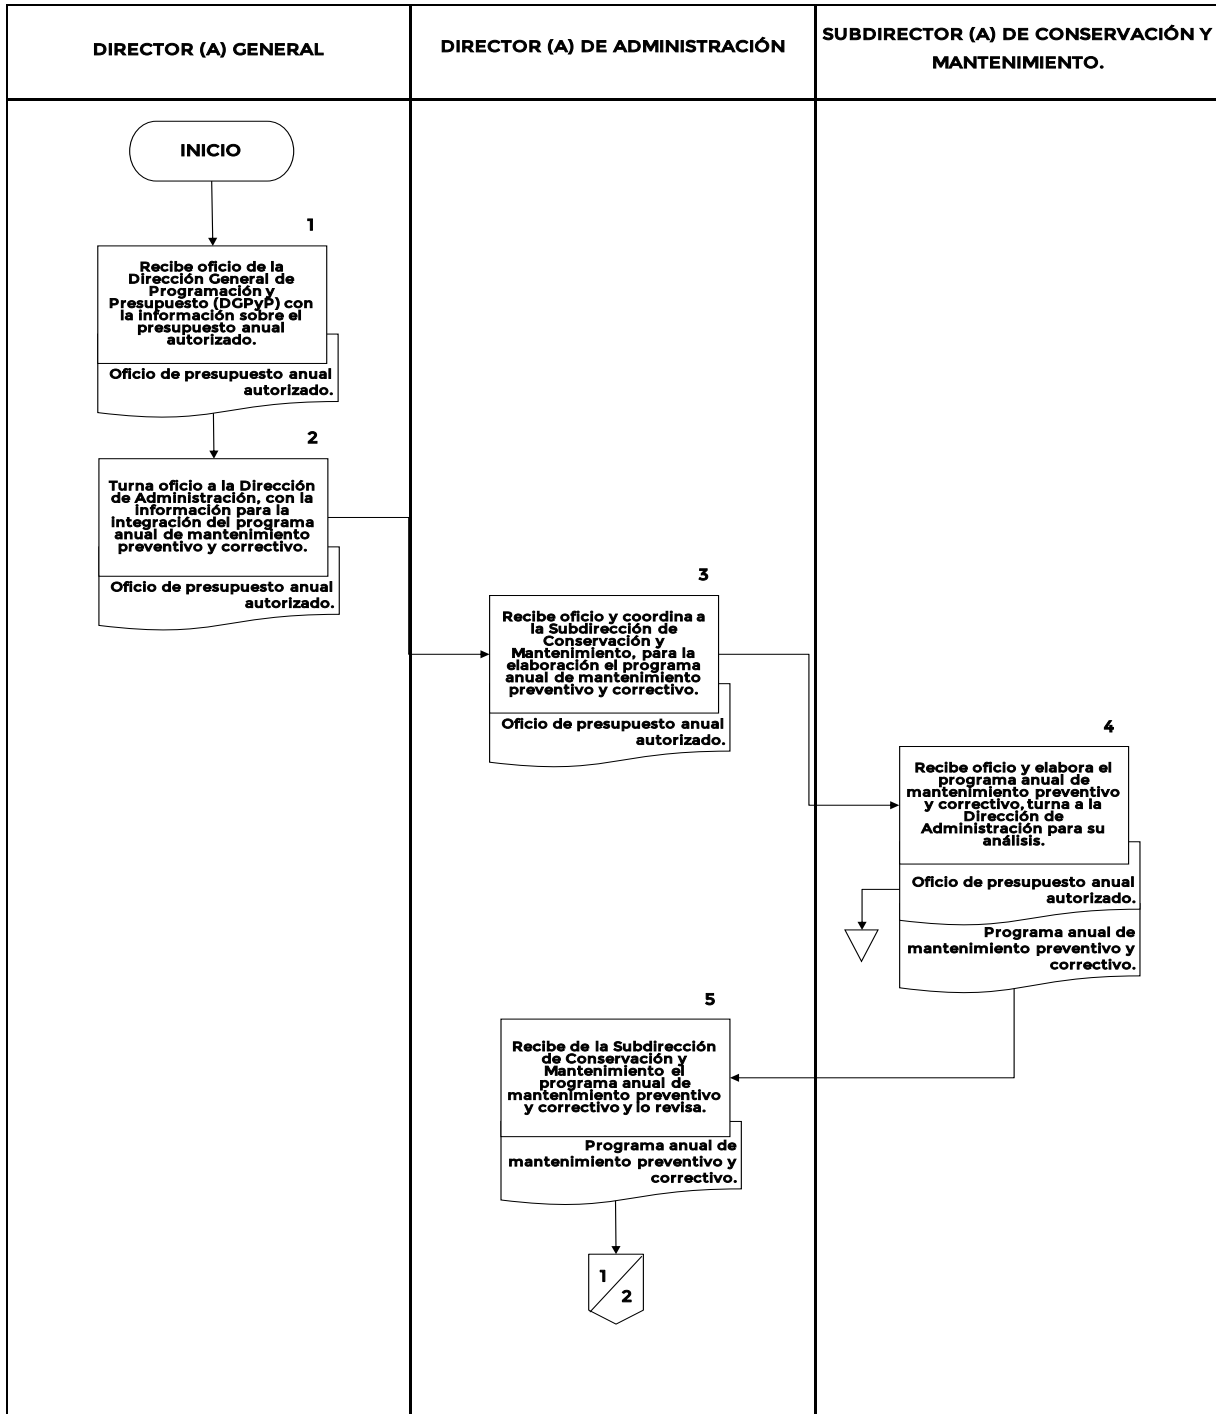 DIRECTOR (A) GENERAL
DIRECTOR (A) DE ADMINISTRACIÓN
SUBDIRECTOR (A) DE CONSERVACIÓN Y
MANTENIMIENTO.
INICIO
1
Recibe oficio de la
Dirección General de
Programación y
Presupuesto (DGPyP) con
la información sobre el
presupuesto anual
autorizado.
Oficio de presupuesto anual
autorizado.
2
Turna oficio a la Dirección
de Administración, con la
información para la
integración del programa
anual de mantenimiento
preventivo y correctivo.
Oficio de presupuesto anual
autorizado.
3
Recibe oficio y coordina a
la Subdirección de
Conservación y
Mantenimiento, para la
elaboración el programa
anual de mantenimiento
preventivo y correctivo.
Oficio de presupuesto anual
autorizado.
4
Recibe oficio y elabora el
programa anual de
mantenimiento preventivo
y correctivo, turna a la
Dirección de
Administración para su
análisis.
Oficio de presupuesto anual
autorizado.
Programa anual de
mantenimiento preventivo y
correctivo.
5
Recibe de la Subdirección
de Conservación y
Mantenimiento el
programa anual de
mantenimiento preventivo
y correctivo y lo revisa.
Programa anual de
mantenimiento preventivo y
correctivo.
1
2